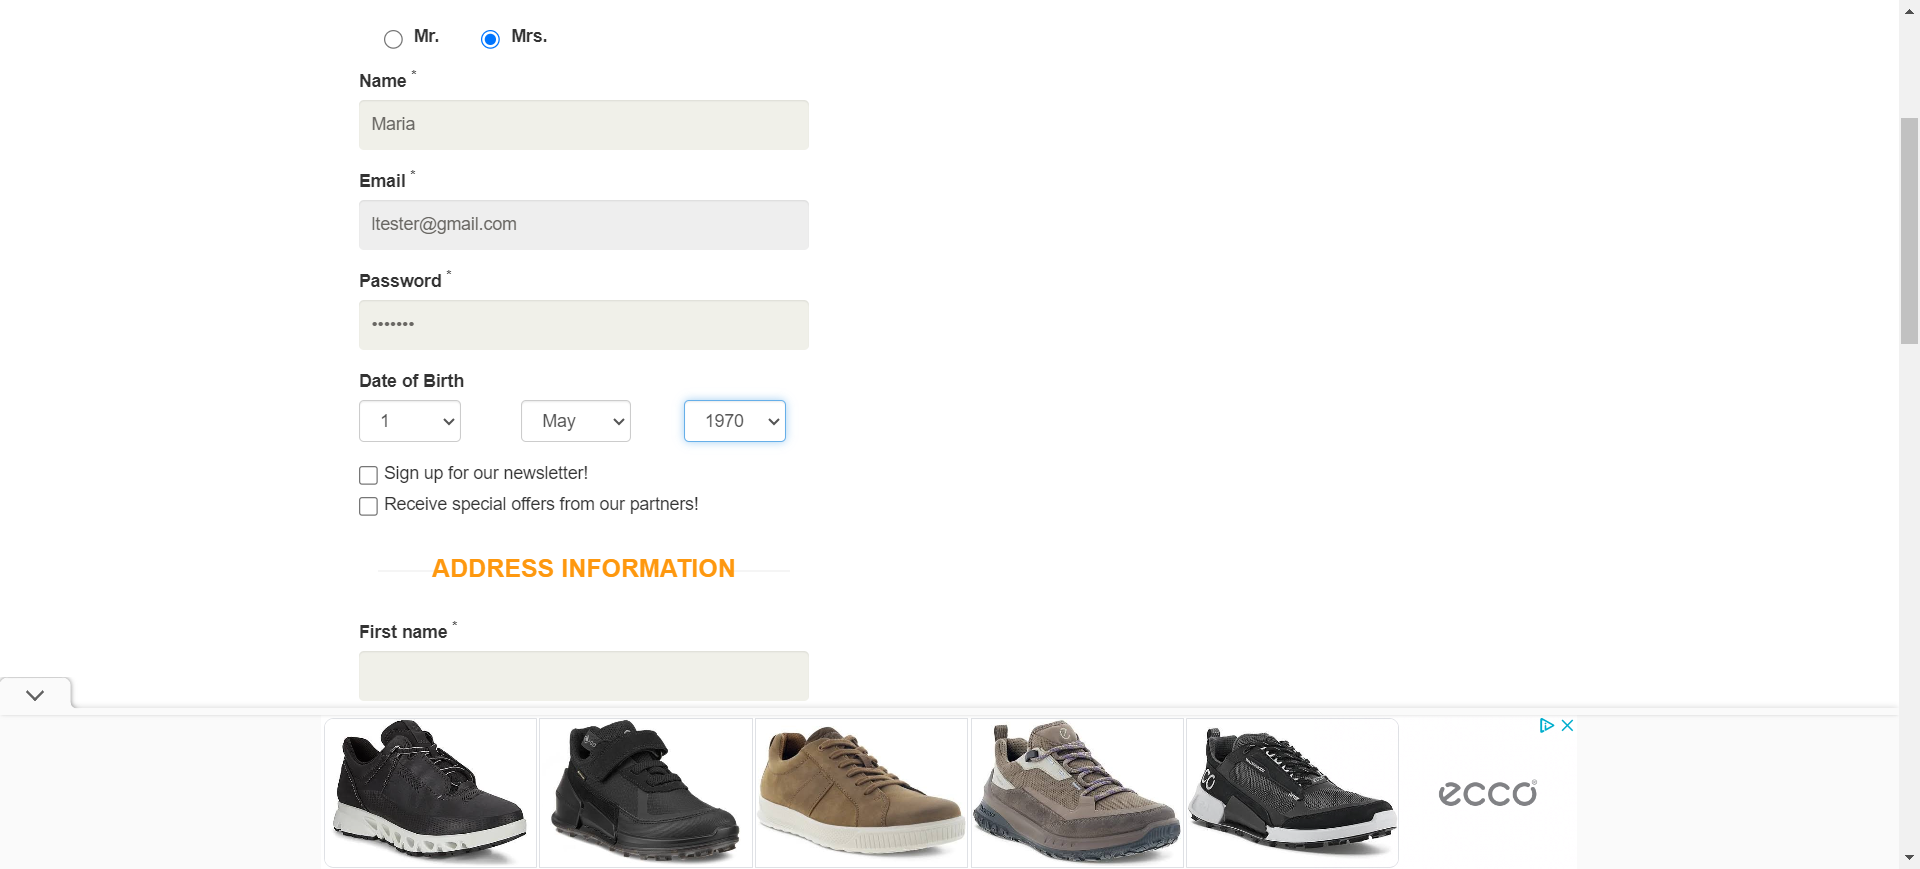 Mr. Mrs.
Name *
Maria
Email *
ltester@gmail.com
Password *
•••••••
Date of Birth
1 May 1970
Sign up for our newsletter!
Receive special offers from our partners!
ADDRESS INFORMATION
First name *
ecco®